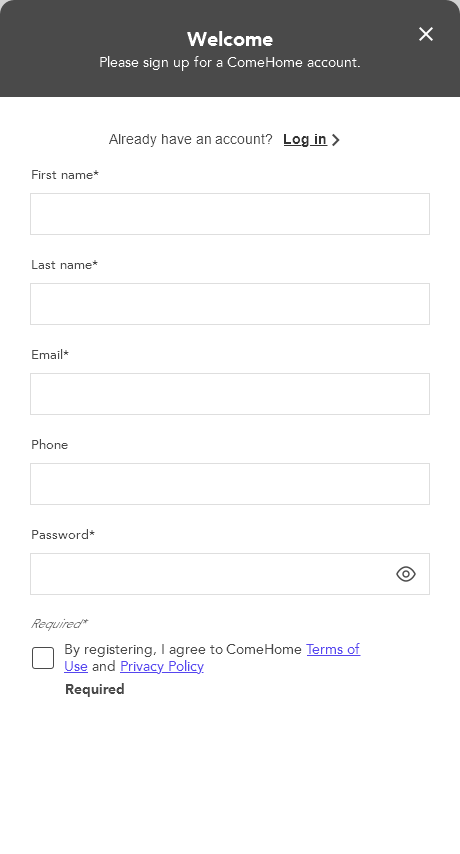 Welcome
Please sign up for a ComeHome account.
Already have an account? Log in
First name*
Last name*
Email*
Phone
Password*
Required*
By registering, I agree to ComeHome Terms of
Use and Privacy Policy
Required